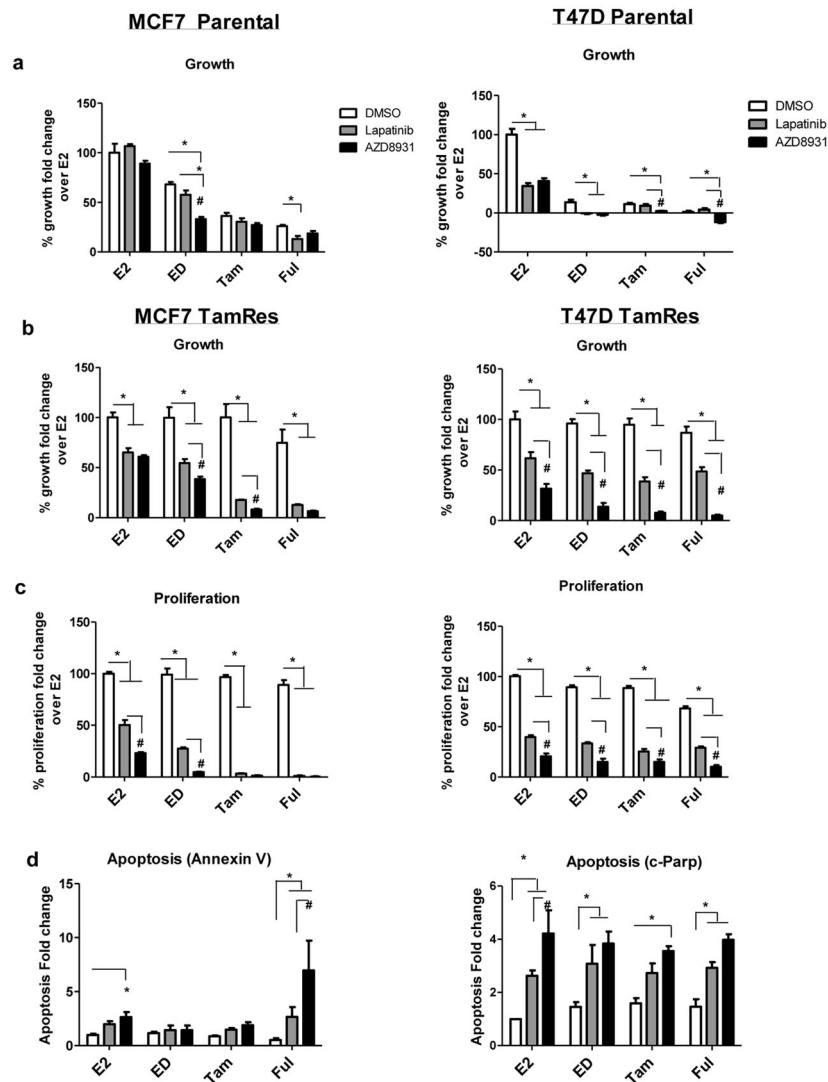 MCF7 Parental
T47D Parental
a
Growth
% growth fold change
over E2
150
100
50
0
*
*
#
*
DMSO
Lapatinib
AZD8931
E2
ED
Tam
Ful
Growth
% growth fold change
over E2
150
100
50
0
-50
*
*
*
#
*
#
DMSO
Lapatinib
AZD8931
E2
ED
Tam
Ful
b
MCF7 TamRes
Growth
% growth fold change
over E2
150
100
50
0
*
*
#
*
#
*
E2
ED
Tam
Ful
T47D TamRes
Growth
% growth fold change
over E2
150
100
50
0
*
#
*
#
*
#
*
#
E2
ED
Tam
Ful
c
Proliferation
% proliferation fold change
over E2
150
100
50
0
*
#
*
#
*
*
E2
ED
Tam
Ful
Proliferation
% proliferation fold change
over E2
150
100
50
0
*
#
*
#
*
#
*
#
E2
ED
Tam
Ful
d
Apoptosis (Annexin V)
Apoptosis Fold change
15
10
5
0
*
*
#
E2
ED
Tam
Ful
Apoptosis (c-Parp)
Apoptosis Fold change
6
4
2
0
*
#
*
*
*
E2
ED
Tam
Ful